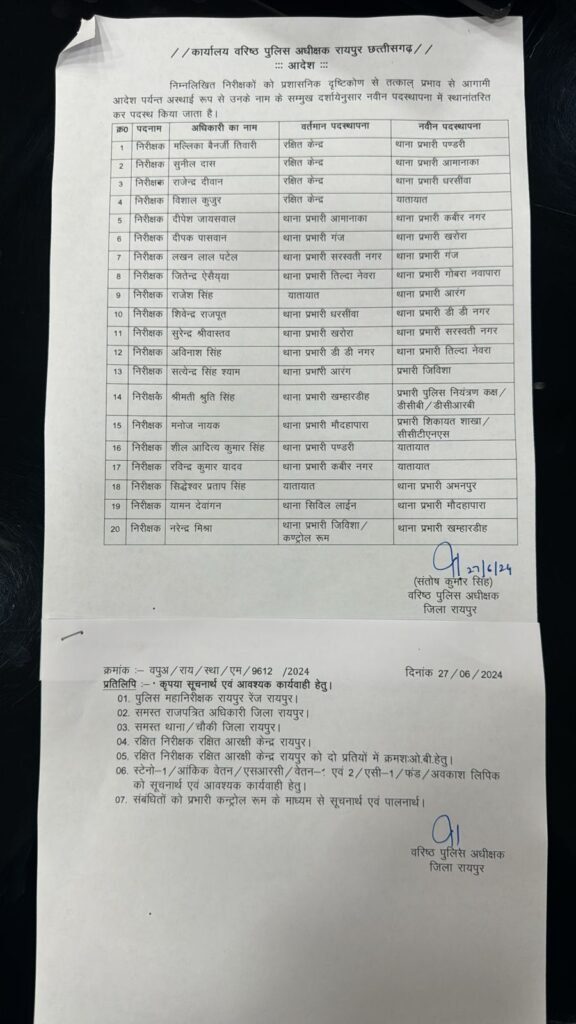 //कार्यालय वरिष्ठ पुलिस अधीक्षक रायपुर छत्तीसगढ़//
::: आदेश :::
निम्नलिखित निरीक्षकों को प्रशासनिक दृष्टिकोण से तत्काल प्रभाव से आगामी
आदेश पर्यन्त अस्थाई रूप से उनके नाम के सम्मुख दर्शायेनुसार नवीन पदस्थापना में स्थानांतरित
कर पदस्थ किया जाता है।
क्र0 पदनाम अधिकारी का नाम वर्तमान पदस्थापना नवीन पदस्थापना
1 निरीक्षक मल्लिका बैनर्जी तिवारी रक्षित केन्द्र थाना प्रभारी पण्डरी
2 निरीक्षक सुनील दास रक्षित केन्द्र थाना प्रभारी आमानाका
3 निरीक्षक राजेन्द्र दीवान रक्षित केन्द्र थाना प्रभारी धरसींवा
4 निरीक्षक विशाल कुजूर रक्षित केन्द्र यातायात
5 निरीक्षक दीपेश जायसवाल थाना प्रभारी आमानाका थाना प्रभारी कबीर नगर
6 निरीक्षक दीपक पासवान थाना प्रभारी गंज थाना प्रभारी खरोरा
7 निरीक्षक लखन लाल पटेल थाना प्रभारी सरस्वती नगर थाना प्रभारी गंज
8 निरीक्षक जितेन्द्र ऐसैय्या थाना प्रभारी तिल्दा नेवरा थाना प्रभारी गोबरा नवापारा
9 निरीक्षक राजेश सिंह यातायात थाना प्रभारी आरंग
10 निरीक्षक शिवेन्द्र राजपूत थाना प्रभारी धरसींवा थाना प्रभारी डी डी नगर
11 निरीक्षक सुरेन्द्र श्रीवास्तव थाना प्रभारी खरोरा थाना प्रभारी सरस्वती नगर
12 निरीक्षक अविनाश सिंह थाना प्रभारी डी डी नगर थाना प्रभारी तिल्दा नेवरा
13 निरीक्षक सत्येन्द्र सिंह श्याम थाना प्रभारी आरंग प्रभारी जिविशा
14 निरीक्षक श्रीमती श्रुति सिंह थाना प्रभारी खम्हारडीह प्रभारी पुलिस नियंत्रण कक्ष/
डीसीबी/डीसीआरबी
15 निरीक्षक मनोज नायक थाना प्रभारी मौदहापारा प्रभारी शिकायत शाखा/
सीसीटीएनएस
16 निरीक्षक शील आदित्य कुमार सिंह थाना प्रभारी पण्डरी यातायात
17 निरीक्षक रविन्द्र कुमार यादव थाना प्रभारी कबीर नगर यातायात
18 निरीक्षक सिद्धेश्वर प्रताप सिंह यातायात थाना प्रभारी अभनपुर
19 निरीक्षक यामन देवांगन थाना सिविल लाईन थाना प्रभारी मौदहापारा
20 निरीक्षक नरेन्द्र मिश्रा थाना प्रभारी जिविशा/ थाना प्रभारी खम्हारडीह
कण्ट्रोल रूम
27/6/24
(संतोष कुमार सिंह)
वरिष्ठ पुलिस अधीक्षक
जिला रायपुर
क्रमांक :– वपुअ/राय/स्था/एम/9612 /2024 दिनांक 27/06/2024
प्रतिलिपि :– कृपया सूचनार्थ एवं आवश्यक कार्यवाही हेतु।
01. पुलिस महानिरीक्षक रायपुर रेंज रायपुर।
02. समस्त राजपत्रित अधिकारी जिला रायपुर।
03. समस्त थाना/चौकी जिला रायपुर।
04. रक्षित निरीक्षक रक्षित आरक्षी केन्द्र रायपुर।
05. रक्षित निरीक्षक रक्षित आरक्षी केन्द्र रायपुर को दो प्रतियों में क्रमशःओ.बी.हेतु।
06. स्टेनो–1/आंकिक वेतन/एसआरसी/वेतन–1 एवं 2/एसी–1/फंड/अवकाश लिपिक
को सूचनार्थ एवं आवश्यक कार्यवाही हेतु।
07. संबंधितों को प्रभारी कन्ट्रोल रूम के माध्यम से सूचनार्थ एवं पालनार्थ।
वरिष्ठ पुलिस अधीक्षक
जिला रायपुर